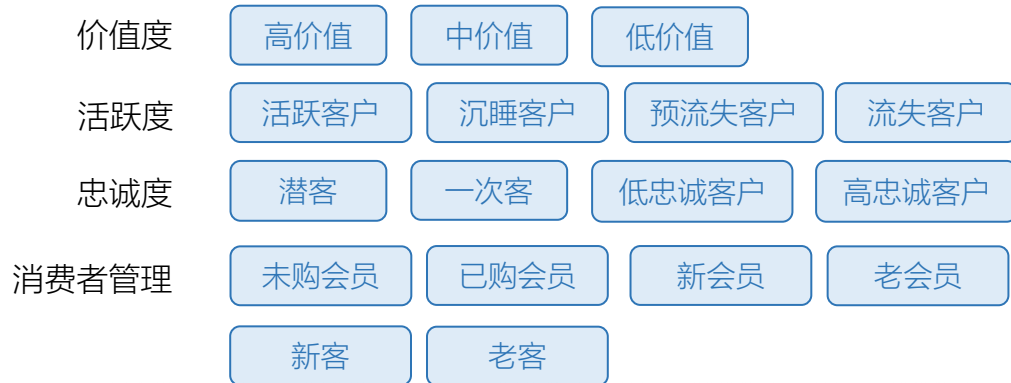 价值度 高价值 中价值 低价值
活跃度 活跃客户 沉睡客户 预流失客户 流失客户
忠诚度 潜客 一次客 低忠诚客户 高忠诚客户
消费者管理 未购会员 已购会员 新会员 老会员
新客 老客